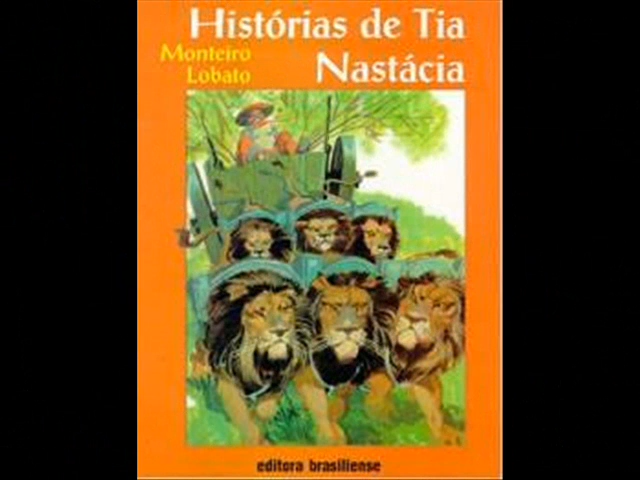 Histórias de Tia
Nastácia
Monteiro
Lobato
editora brasiliense